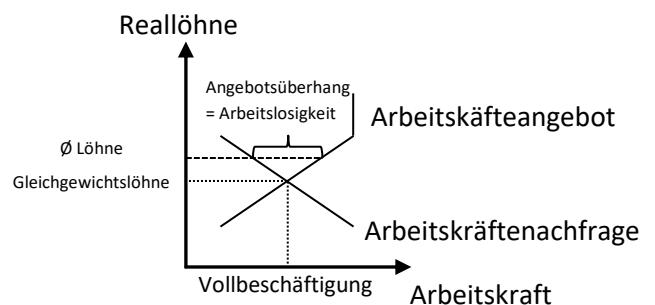 Reallöhne
Angebotsüberhang
= Arbeitslosigkeit
Arbeitskäfteangebot
Ø Löhne
Gleichgewichtslöhne
Arbeitskräftenachfrage
Vollbeschäftigung
Arbeitskraft